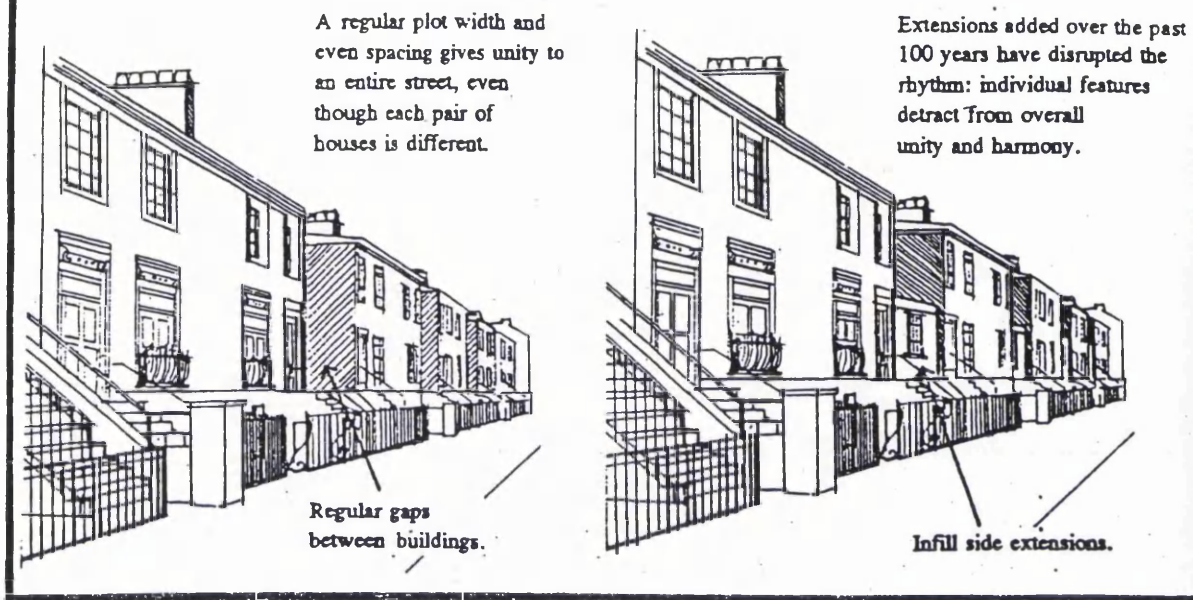 A regular plot width and
even spacing gives unity to
an entire street, even
though each pair of
houses is different.
Regular gaps
between buildings.
Extensions added over the past
100 years have disrupted the
rhythm: individual features
detract from overall
unity and harmony.
Infill side extensions.